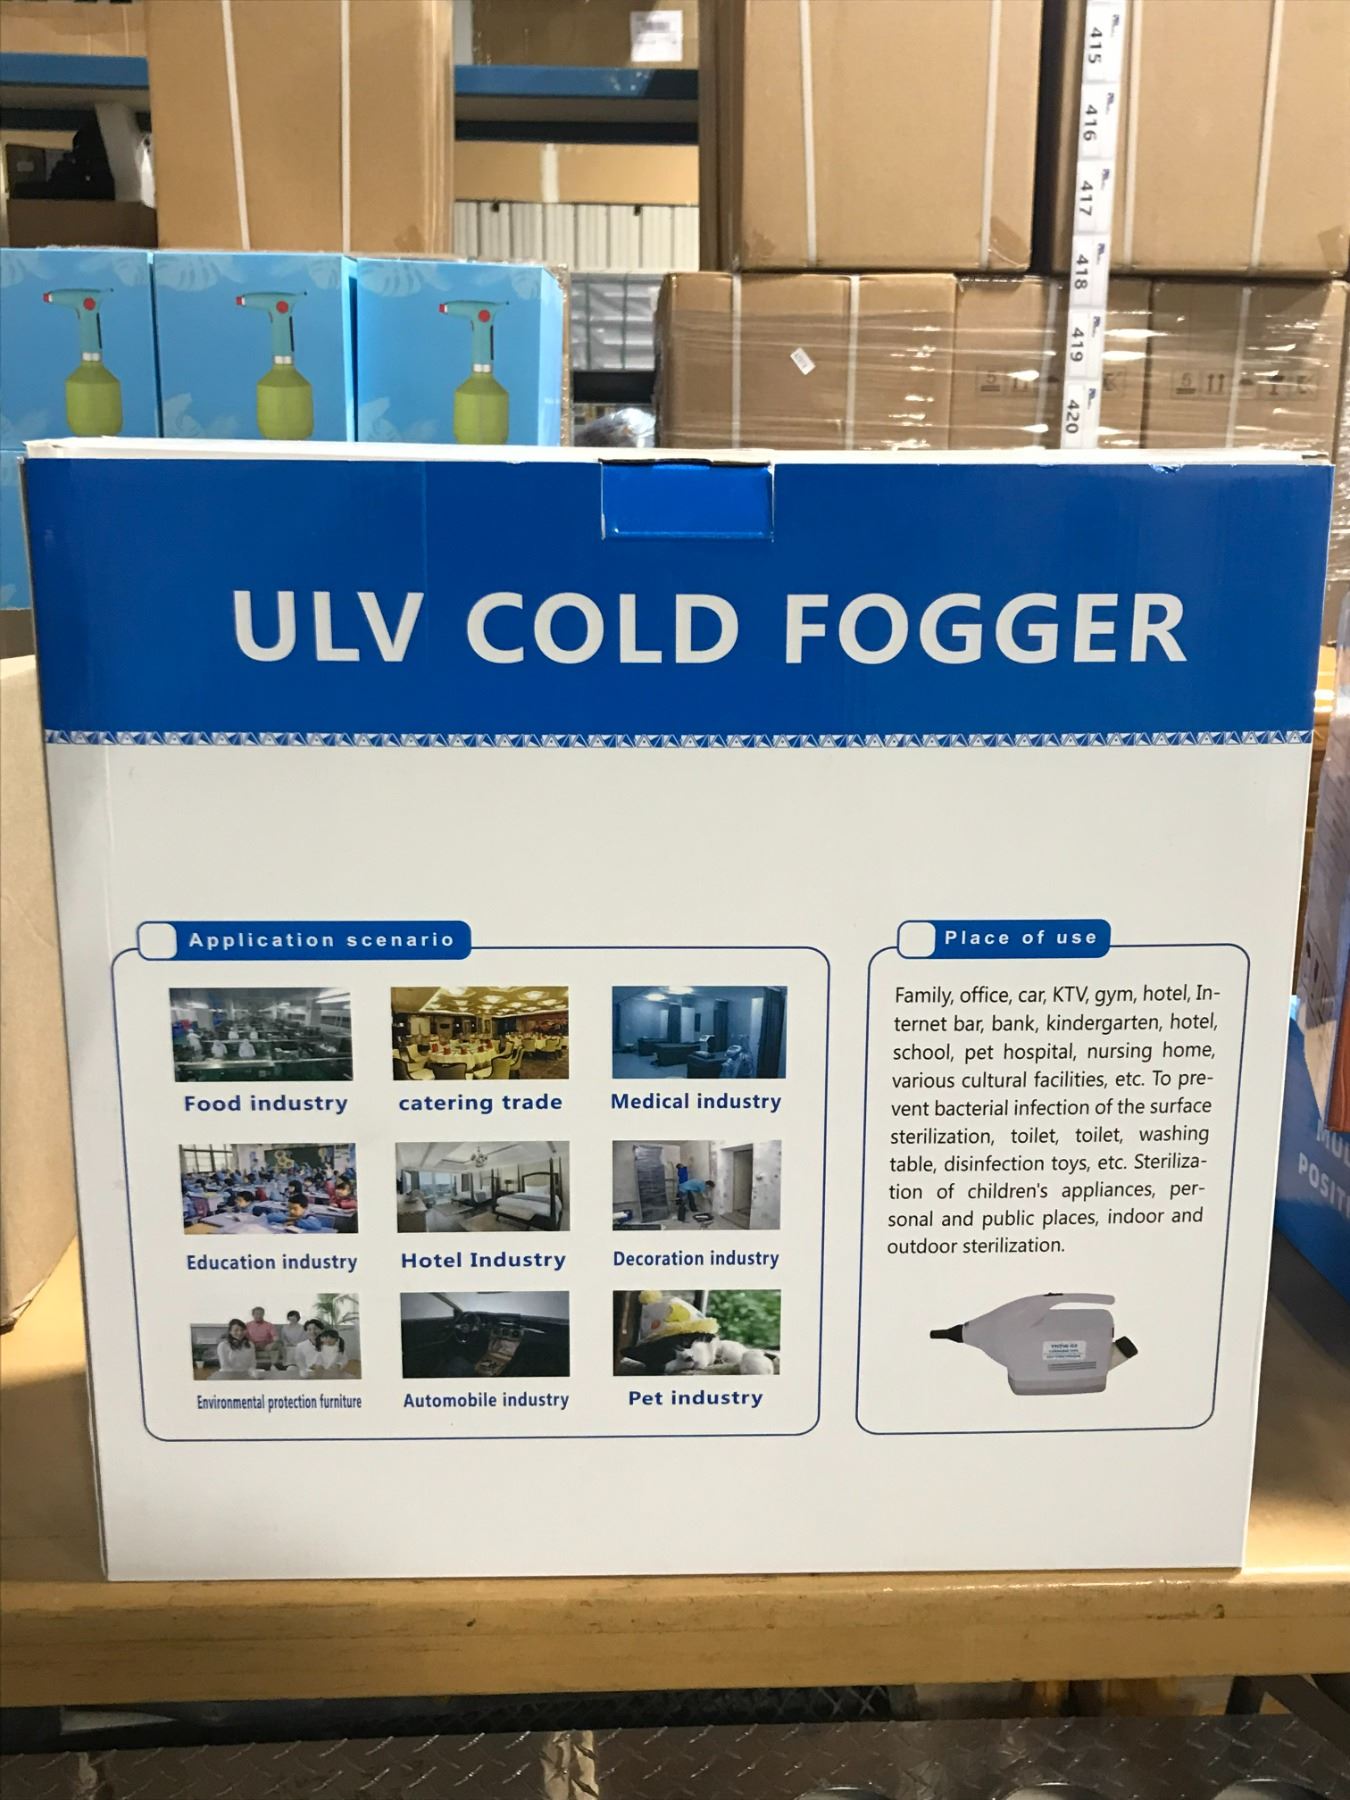 415
416
417
418
419
420
ULV COLD FOGGER
Application scenario
Food industry
catering trade
Medical industry
Education industry
Hotel Industry
Decoration industry
Environmental protection furniture
Automobile industry
Pet industry
Place of use
Family, office, car, KTV, gym, hotel, In-
ternet bar, bank, kindergarten, hotel,
school, pet hospital, nursing home,
various cultural facilities, etc. To pre-
vent bacterial infection of the surface
sterilization, toilet, toilet, washing
table, disinfection toys, etc. Steriliza-
tion of children's appliances, per-
sonal and public places, indoor and
outdoor sterilization.